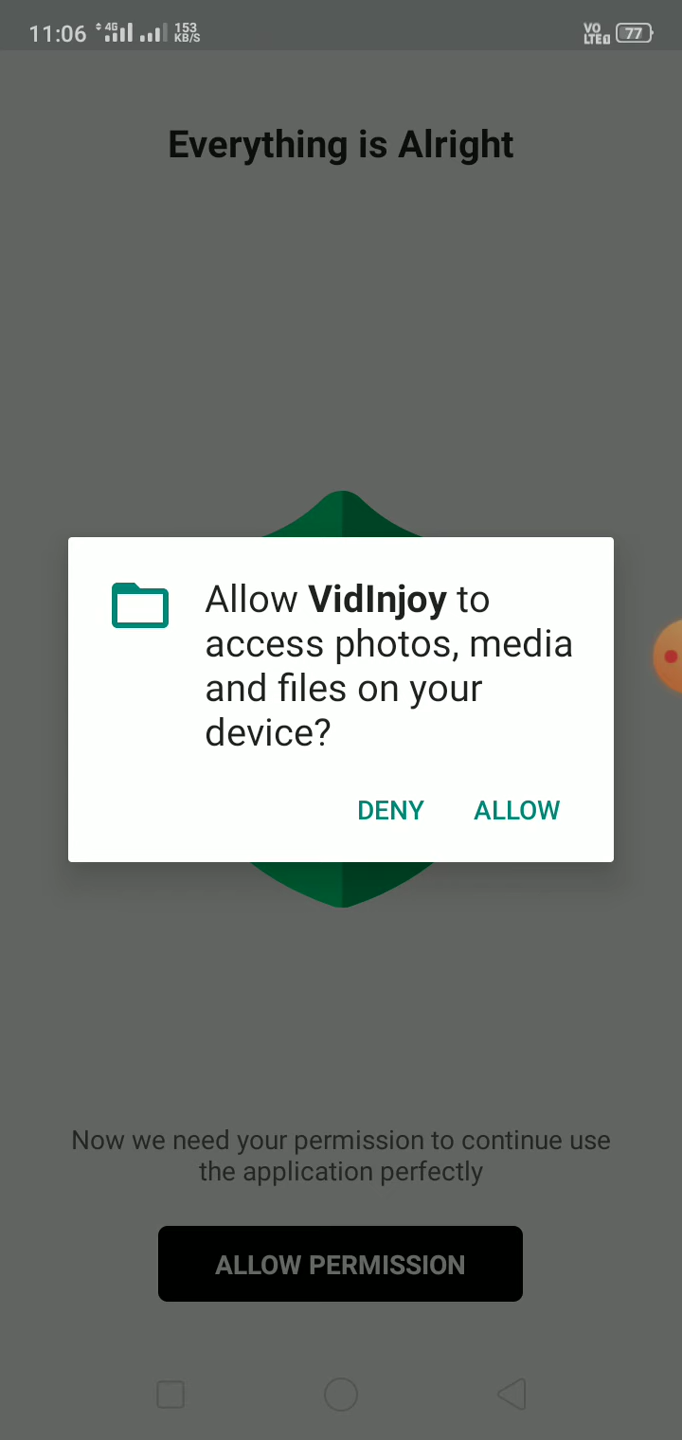 11:06 4G 153 KB/S VO LTE 77
Everything is Alright
Allow VidInjoy to
access photos, media
and files on your
device?
DENY ALLOW
Now we need your permission to continue use
the application perfectly
ALLOW PERMISSION